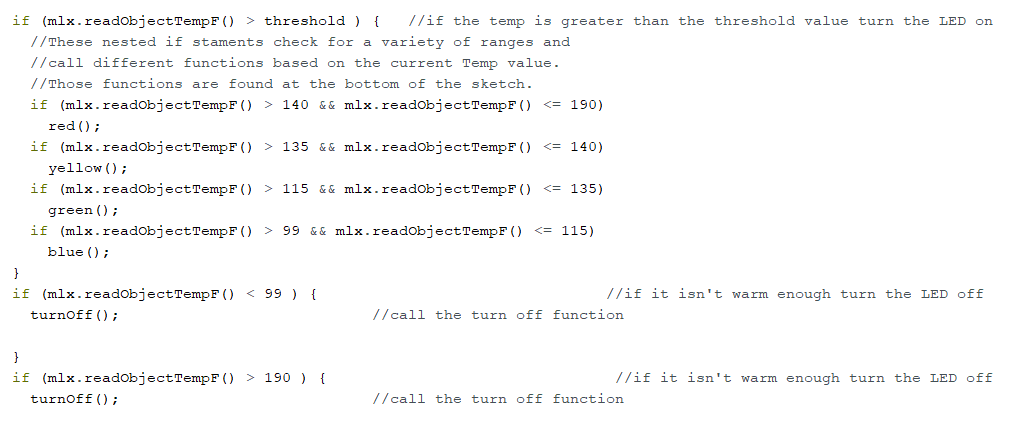 if (mlx.readObjectTempF() > threshold ) {   //if the temp is greater than the threshold value turn the LED on
  //These nested if staments check for a variety of ranges and
  //call different functions based on the current Temp value.
  //Those functions are found at the bottom of the sketch.
  if (mlx.readObjectTempF() > 140 && mlx.readObjectTempF() <= 190)
    red();
  if (mlx.readObjectTempF() > 135 && mlx.readObjectTempF() <= 140)
    yellow();
  if (mlx.readObjectTempF() > 115 && mlx.readObjectTempF() <= 135)
    green();
  if (mlx.readObjectTempF() > 99 && mlx.readObjectTempF() <= 115)
    blue();
}
if (mlx.readObjectTempF() < 99 ) {                                //if it isn't warm enough turn the LED off
  turnOff();                            //call the turn off function
}
if (mlx.readObjectTempF() > 190 ) {                                //if it isn't warm enough turn the LED off
  turnOff();                            //call the turn off function